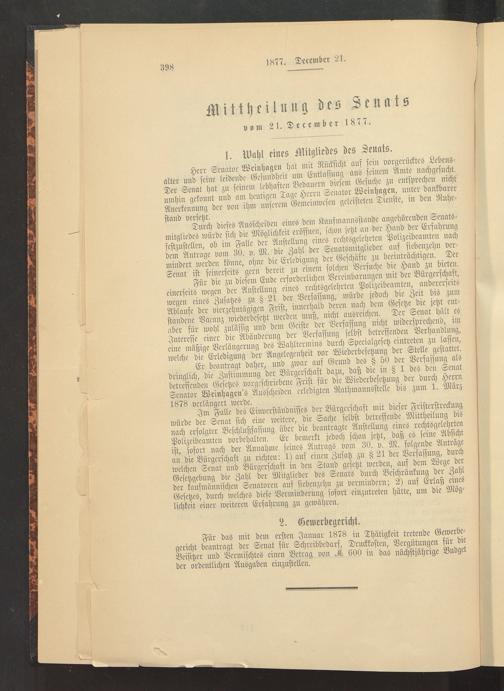 398
1877. December 21.
Mittheilung des Senats
vom 21. December 1877.
1. Wahl eines Mitgliedes des Senats.
Herr Senator Weinhagen hat mit Rücksicht auf sein vorgerücktes Lebens-
alter und seine leidende Gesundheit um Entlassung aus seinem Amte nachgesucht.
Der Senat hat zu seinem lebhaften Bedauern diesem Gesuche zu entsprechen nicht
umhin gekonnt und am heutigen Tage Herrn Senator Weinhagen, unter dankbarer
Anerkennung der von ihm unserem Gemeinwesen geleisteten Dienste, in den Ruhe-
stand versetzt.
Durch dieses Ausscheiden eines dem Kaufmannsstande angehörenden Senats-
mitgliedes würde sich die Möglichkeit eröffnen, schon jetzt an der Hand der Erfahrung
festzustellen, ob im Falle der Anstellung eines rechtsgelehrten Polizeibeamten nach
dem Antrage vom 30. v. M. die Zahl der Senatsmitglieder auf siebenzehn ver-
mindert werden könne, ohne die Erledigung der Geschäfte zu beeinträchtigen. Der
Senat ist seinerseits gern bereit zu einem solchen Versuche die Hand zu bieten.
Für die zu diesem Ende erforderlichen Vereinbarungen mit der Bürgerschaft,
einerseits wegen der Anstellung eines rechtsgelehrten Polizeibeamten, andererseits
wegen eines Zusatzes zu § 21 der Verfassung, würde jedoch die Zeit bis zum
Ablaufe der vierzehntägigen Frist, innerhalb deren nach dem Gesetze die jetzt ent-
standene Vacanz wiederbesetzt werden muß, nicht ausreichen. Der Senat hält es
aber für wohl zulässig und dem Geiste der Verfassung nicht widersprechend, im
Interesse einer die Abänderung der Verfassung selbst betreffenden Verhandlung,
eine mäßige Verlängerung des Wahltermins durch Specialgesetz eintreten zu lassen,
welche die Erledigung der Angelegenheit vor Wiederbesetzung der Stelle gestattet.
Er beantragt daher, und zwar auf Grund des § 50 der Verfassung als
dringlich, die Zustimmung der Bürgerschaft dazu, daß die in § 1 des den Senat
betreffenden Gesetzes vorgeschriebene Frist für die Wiederbesetzung der durch Herrn
Senator Weinhagen's Ausscheiden erledigten Rathmannsstelle bis zum 1. März
1878 verlängert werde.
Im Falle des Einverständnisses der Bürgerschaft mit dieser Fristerstreckung
würde der Senat sich eine weitere, die Sache selbst betreffende Mittheilung bis
nach erfolgter Beschlußfassung über die beantragte Anstellung eines rechtsgelehrten
Polizeibeamten vorbehalten. Er bemerkt jedoch schon jetzt, daß es seine Absicht
ist, sofort nach der Annahme seines Antrags vom 30. v. M. folgende Anträge
an die Bürgerschaft zu richten: 1) auf einen Zusatz zu § 21 der Verfassung, durch
welchen Senat und Bürgerschaft in den Stand gesetzt werden, auf dem Wege der
Gesetzgebung die Zahl der Mitglieder des Senats durch Beschränkung der Zahl
der kaufmännischen Senatoren auf siebenzehn zu vermindern; 2) auf Erlaß eines
Gesetzes, durch welches diese Verminderung sofort einzutreten hätte, um die Mög-
lichkeit einer weiteren Erfahrung zu gewähren.
2. Gewerbegericht.
Für das mit dem ersten Januar 1878 in Thätigkeit tretende Gewerbe-
gericht beantragt der Senat für Schreibbedarf, Druckkosten, Vergütungen für die
Beisitzer und Vermischtes einen Betrag von ℳ 600 in das nächstjährige Budget
der ordentlichen Ausgaben einzustellen.